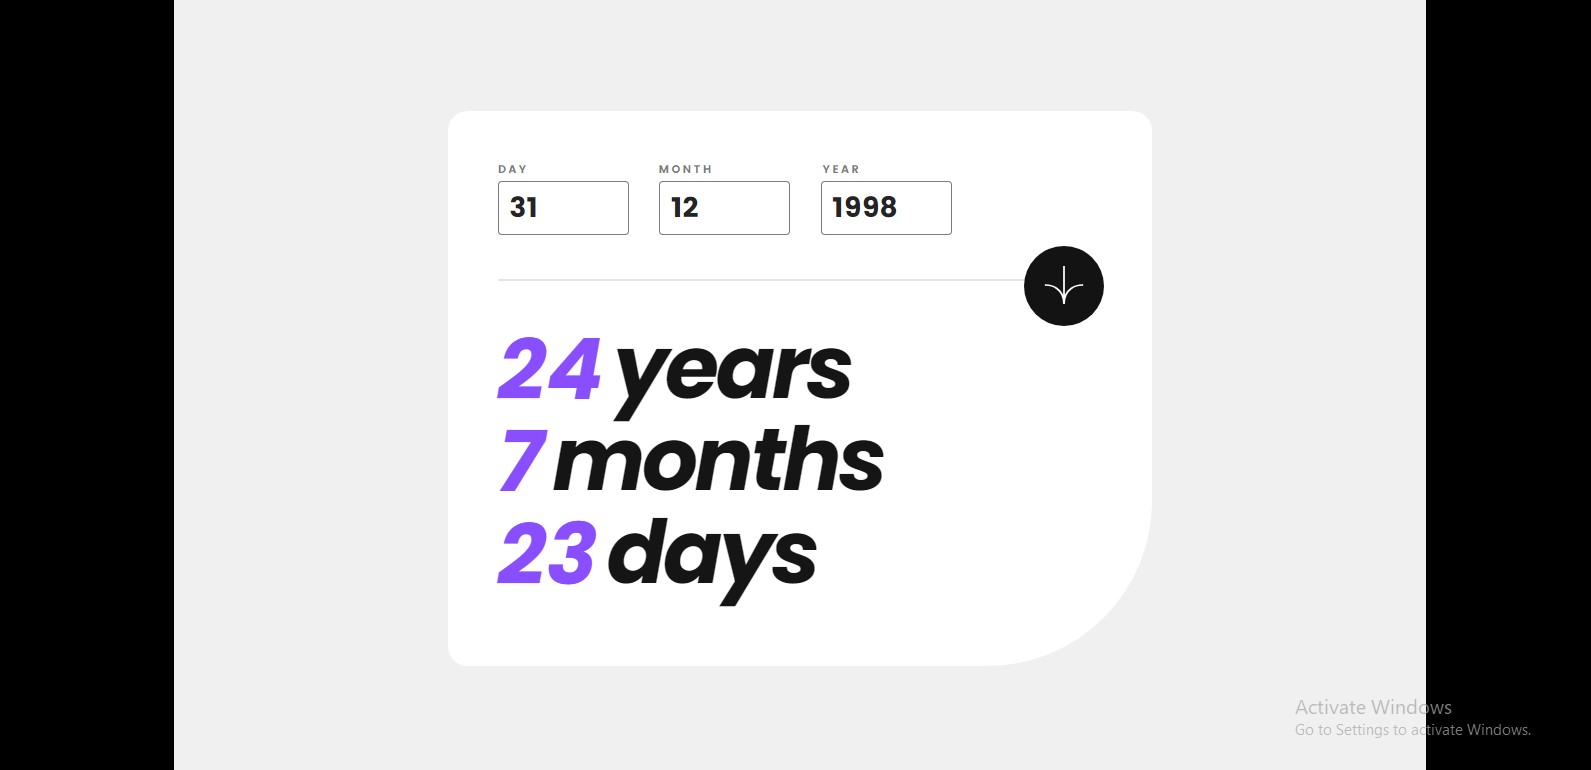 DAY MONTH YEAR
31 12 1998
24 years
7 months
23 days
Activate Windows
Go to Settings to activate Windows.